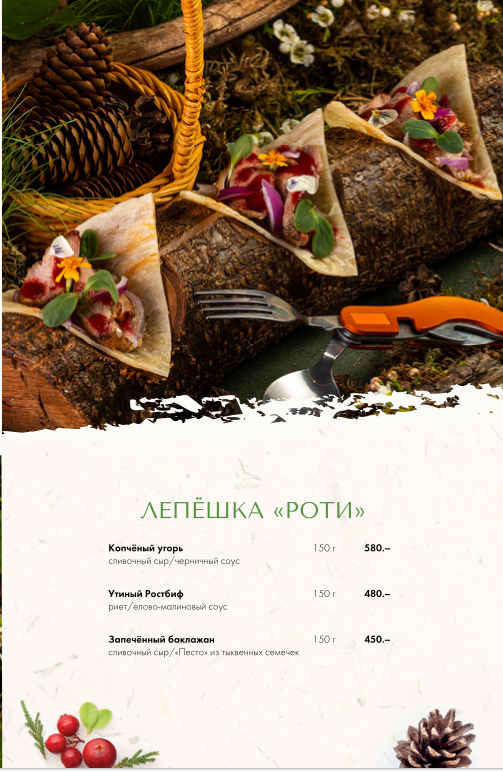 ЛЕПЁШКА «РОТИ»
Копчёный угорь 150 г 580.–
сливочный сыр/черничный соус
Утиный Ростбиф 150 г 480.–
риет/елово-малиновый соус
Запечённый баклажан 150 г 450.–
сливочный сыр/«Песто» из тыквенных семечек